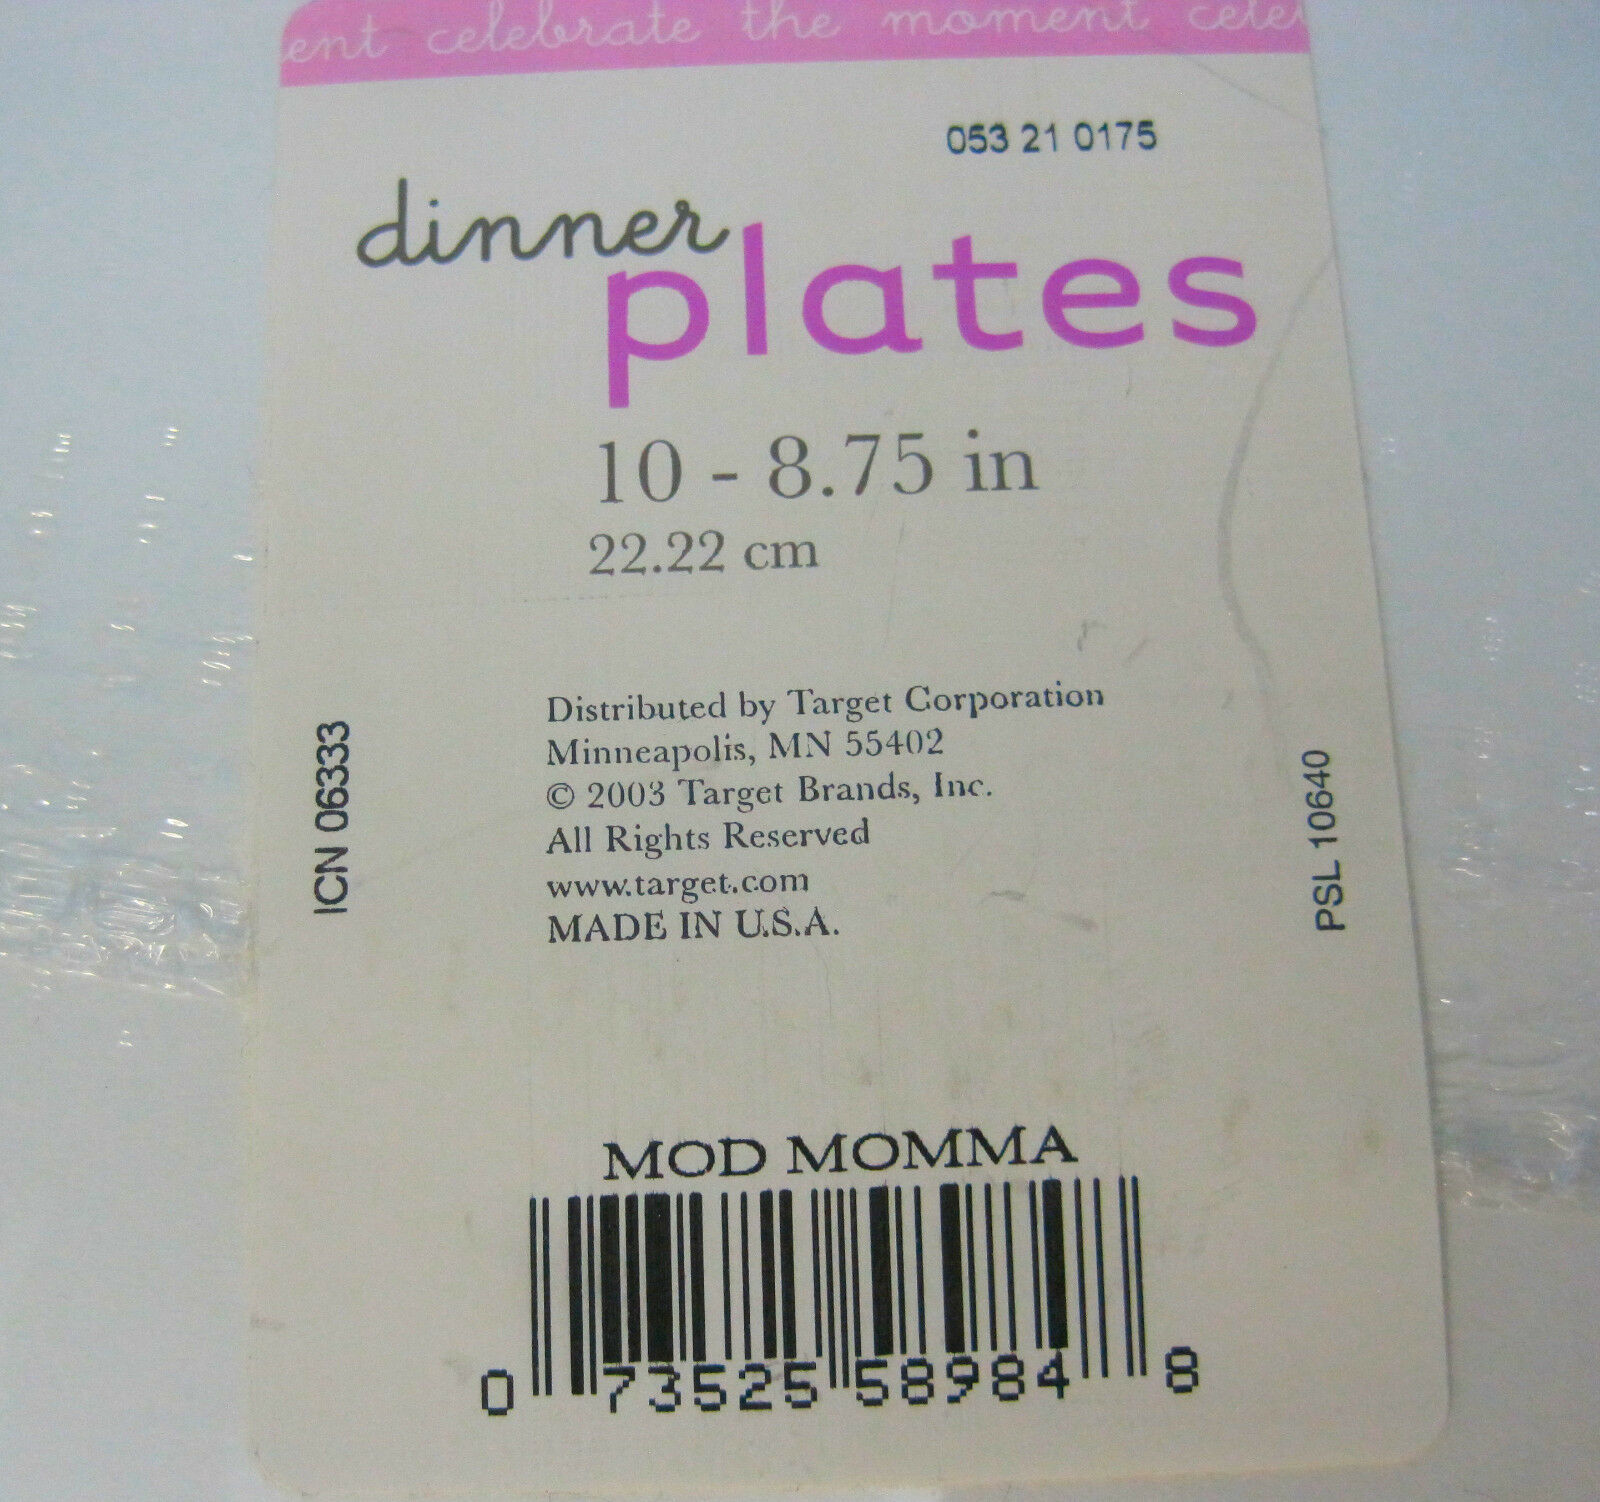 ent celebrate the moment cele
053 21 0175
dinner
plates
10 - 8.75 in
22.22 cm
Distributed by Target Corporation
Minneapolis, MN 55402
© 2003 Target Brands, Inc.
All Rights Reserved
www.target.com
MADE IN U.S.A.
ICN 06333
PSL 10640
MOD MOMMA
0 73525 58984 8